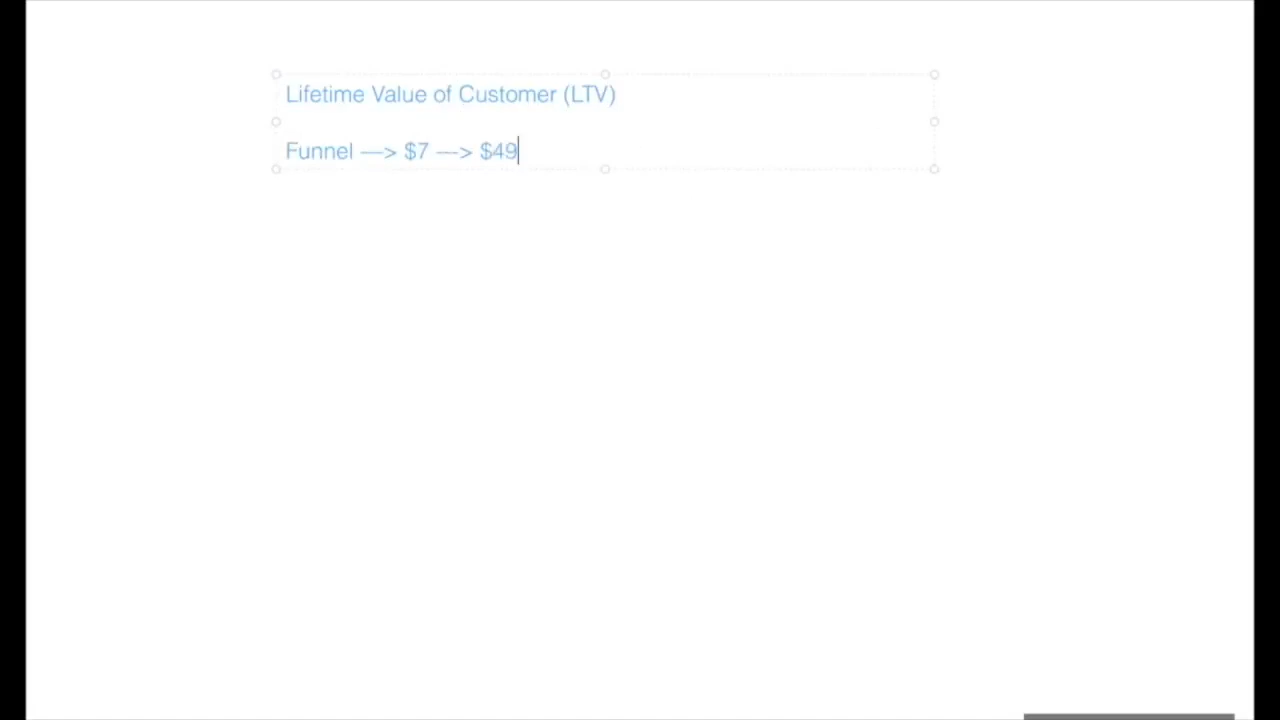 Lifetime Value of Customer (LTV)
Funnel —> $7 —> $49